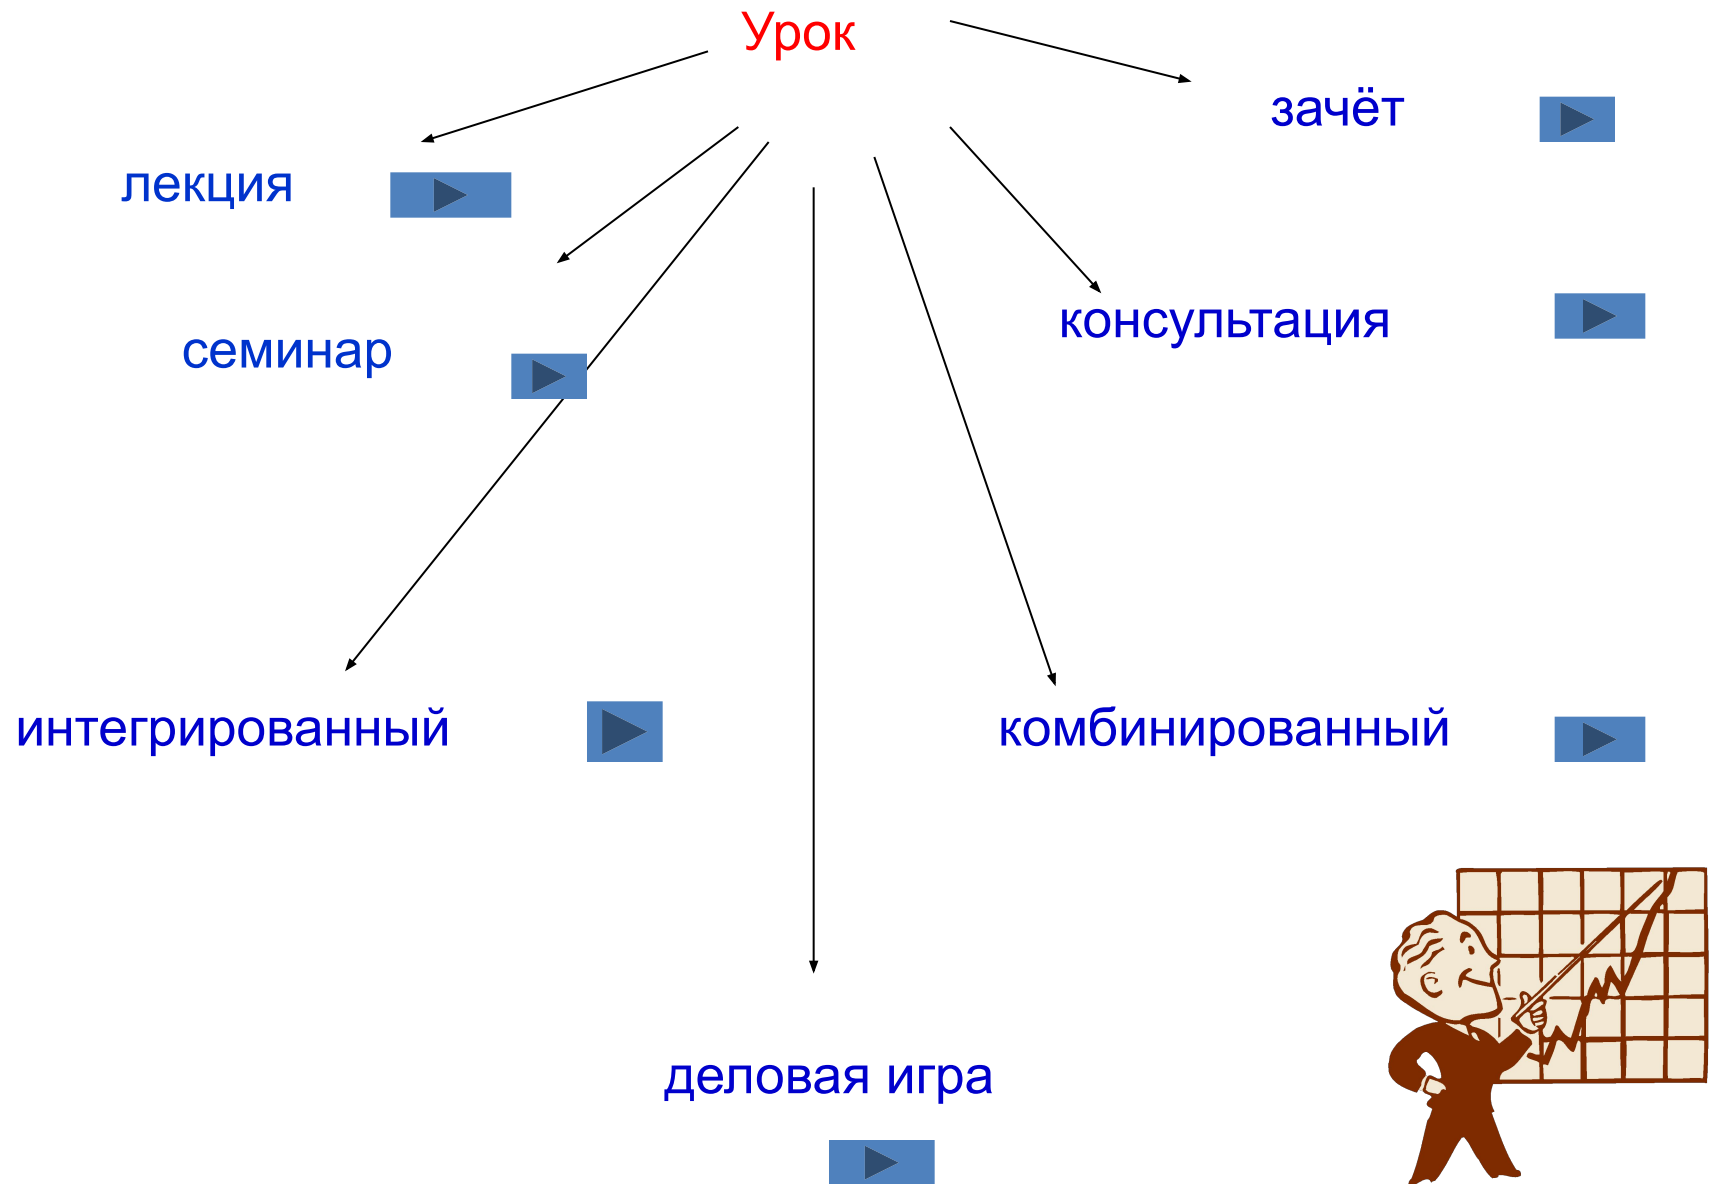 Урок
зачёт
лекция
консультация
семинар
интегрированный
комбинированный
деловая игра